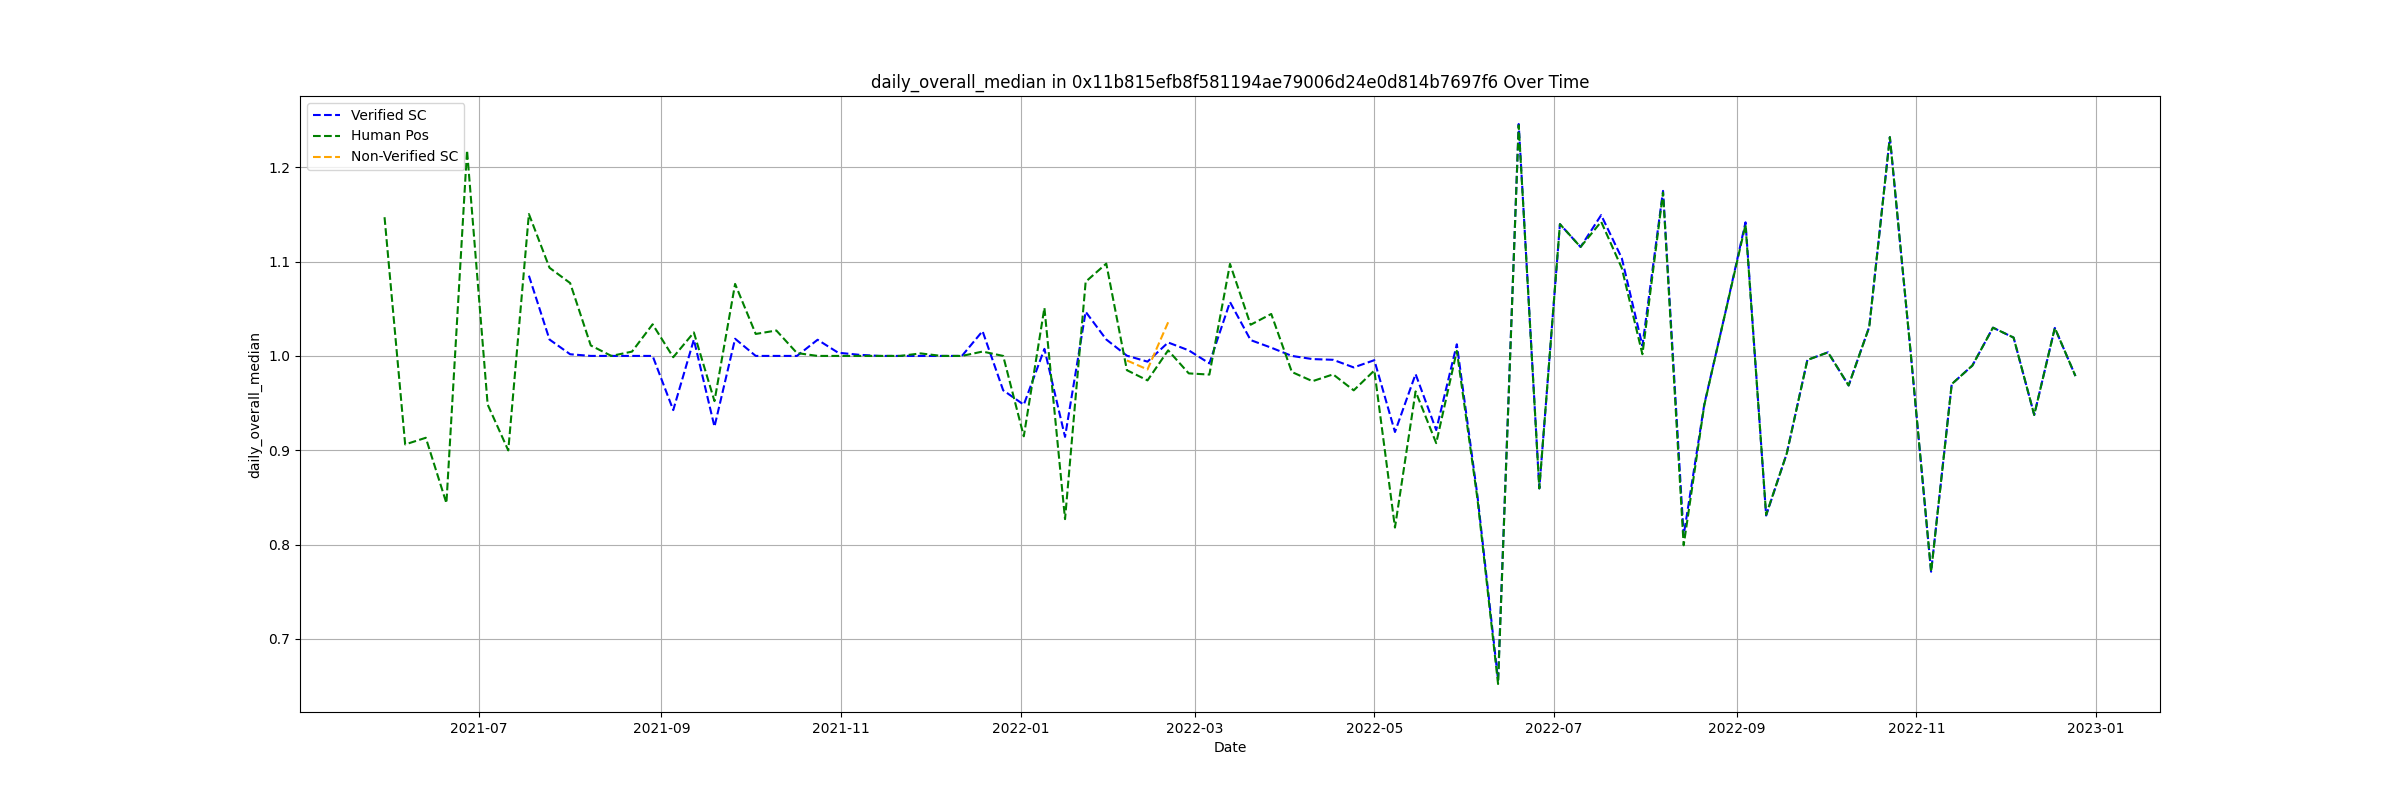 daily_overall_median in 0x11b815efb8f581194ae79006d24e0d814b7697f6 Over Time
Verified SC
Human Pos
Non-Verified SC
daily_overall_median
1.2
1.1
1.0
0.9
0.8
0.7
2021-07
2021-09
2021-11
2022-01
2022-03
2022-05
2022-07
2022-09
2022-11
2023-01
Date